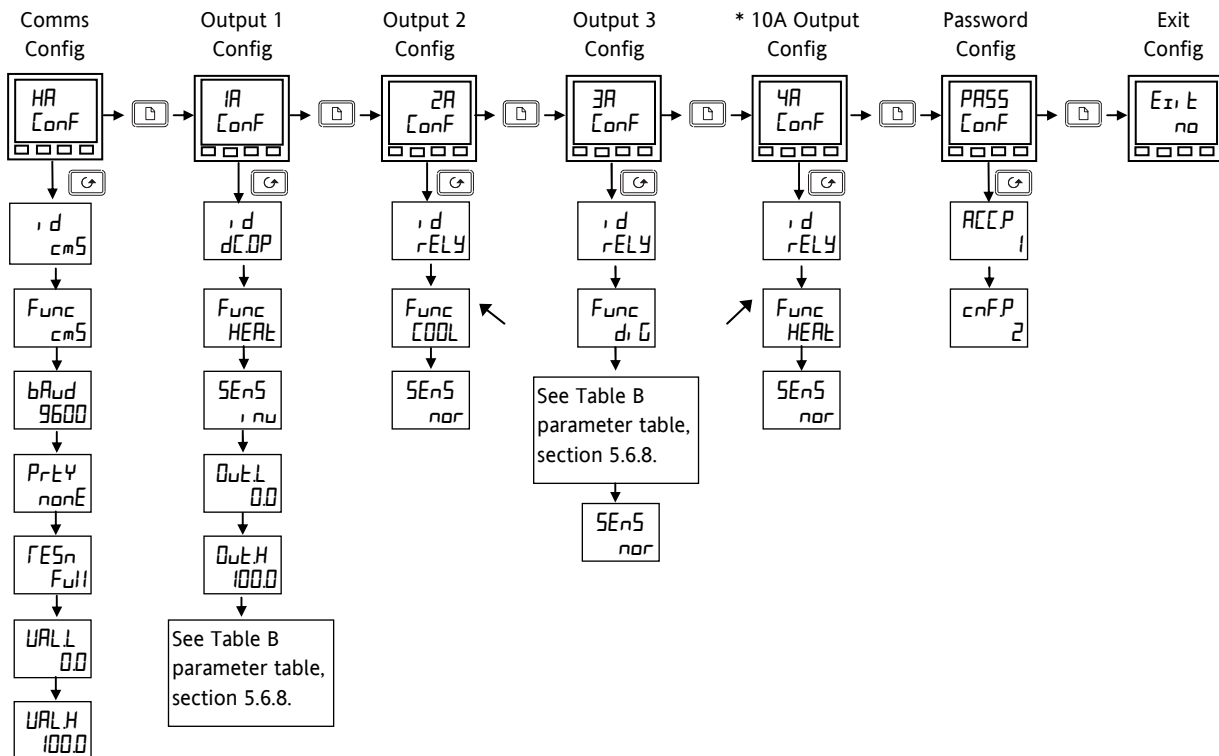 Comms
Config
Output 1
Config
Output 2
Config
Output 3
Config
* 10A Output
Config
Password
Config
Exit
Config
HA
ConF
1A
ConF
2A
ConF
3A
ConF
4A
ConF
PASS
ConF
Exit
no
id
cmS
id
dC.OP
id
rELY
id
rELY
id
rELY
ACC.P
1
Func
cmS
Func
HEAt
Func
COOL
Func
diG
Func
HEAt
cnF.P
2
bAud
9600
SEnS
inv
SEnS
nor
See Table B
parameter table,
section 5.6.8.
SEnS
nor
PrtY
nonE
Out.L
0.0
SEnS
nor
rESn
Full
Out.H
100.0
VAL.L
0.0
See Table B
parameter table,
section 5.6.8.
VAL.H
100.0